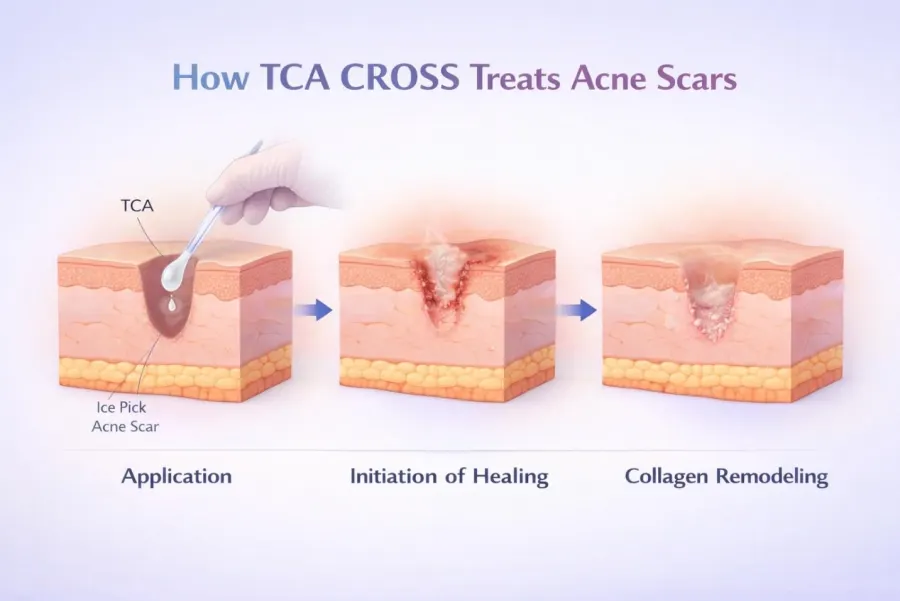 How TCA CROSS Treats Acne Scars
TCA
Ice Pick
Acne Scar
Application
Initiation of Healing
Collagen Remodeling